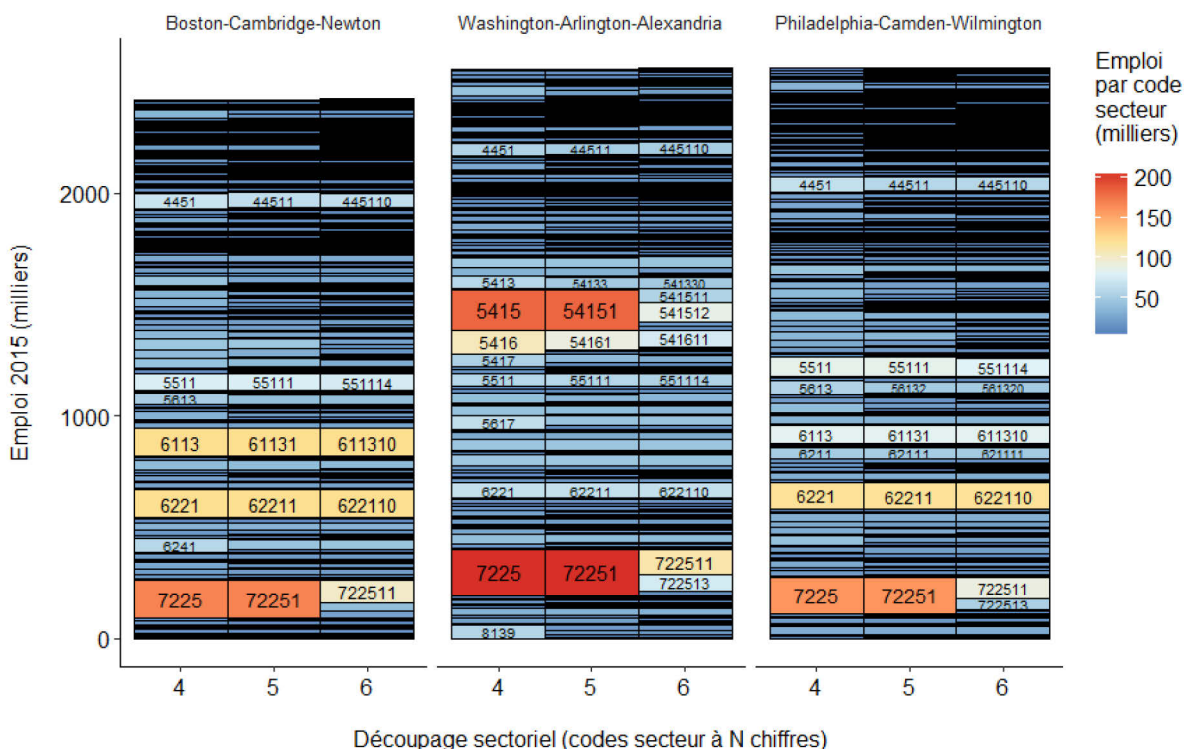 Boston-Cambridge-Newton Washington-Arlington-Alexandria Philadelphia-Camden-Wilmington
Emploi
par code
secteur
(milliers)
200
150
100
50
Emploi 2015 (milliers)
2000
1000
0
4451 44511 445110
5511 55111 551114
5613
6113 61131 611310
6221 62211 622110
6241
7225 72251 722511
4451 44511 445110
5413 54133 541330
541511
5415 54151 541512
5416 54161 541611
5417
5511 55111 551114
5617
6221 62211 622110
7225 72251 722511
722513
8139
4451 44511 445110
5511 55111 551114
5613 56132 561320
6113 61131 611310
6211 62111 621111
6221 62211 622110
7225 72251 722511
722513
4 5 6 4 5 6 4 5 6
Découpage sectoriel (codes secteur à N chiffres)